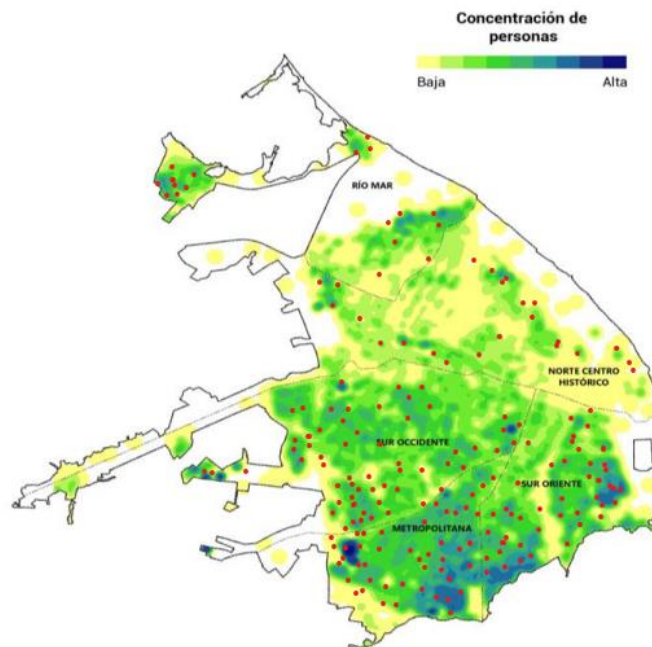 Concentración de
personas
Baja
Alta
RÍO MAR
NORTE CENTRO
HISTÓRICO
SUR OCCIDENTE
SUR ORIENTE
METROPOLITANA